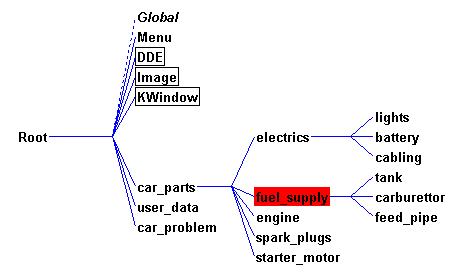 Global
Menu
DDE
Image
KWindow
Root
car_parts
user_data
car_problem
electrics
fuel_supply
engine
spark_plugs
starter_motor
lights
battery
cabling
tank
carburettor
feed_pipe